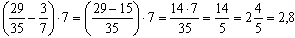 (29/35 − 3/7) · 7 = ((29 − 15)/35) · 7 = (14 · 7)/35 = 14/5 = 2 4/5 = 2,8